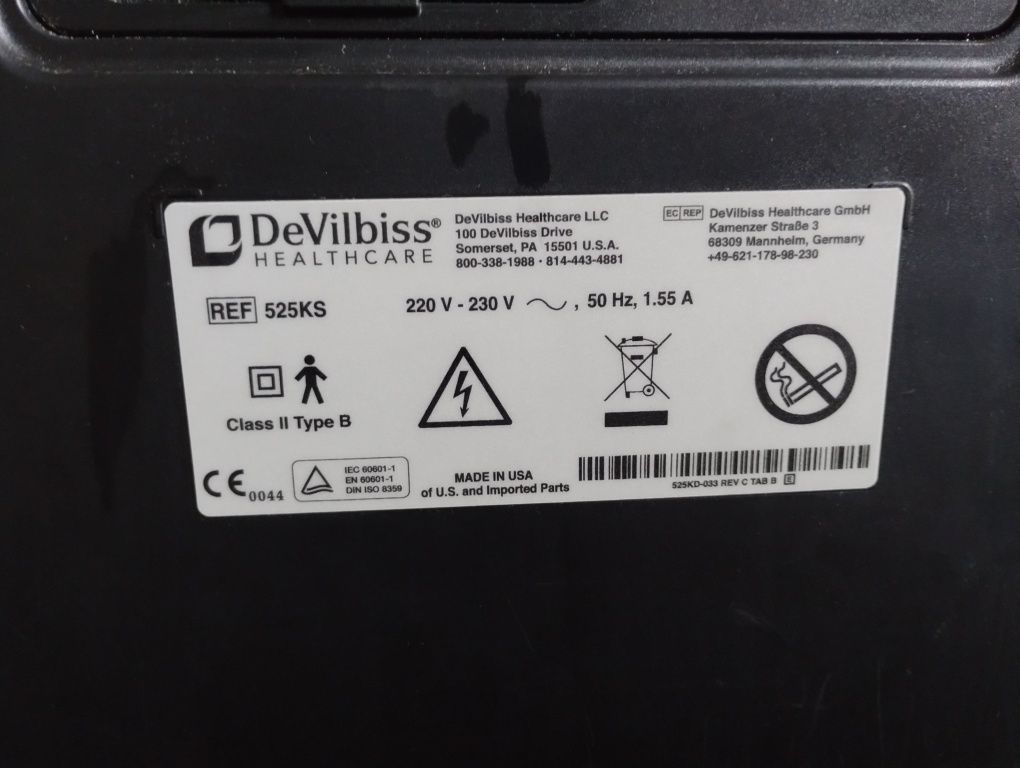 DeVilbiss®
HEALTHCARE
DeVilbiss Healthcare LLC
100 DeVilbiss Drive
Somerset, PA 15501 U.S.A.
800-338-1988 · 814-443-4881
EC REP DeVilbiss Healthcare GmbH
Kamenzer Straße 3
68309 Mannheim, Germany
+49-621-178-98-230
REF 525KS
220 V - 230 V ~, 50 Hz, 1.55 A
Class II Type B
CE 0044
IEC 60601-1
EN 60601-1
DIN ISO 8359
MADE IN USA
of U.S. and Imported Parts
525KD-033 REV C TAB B E